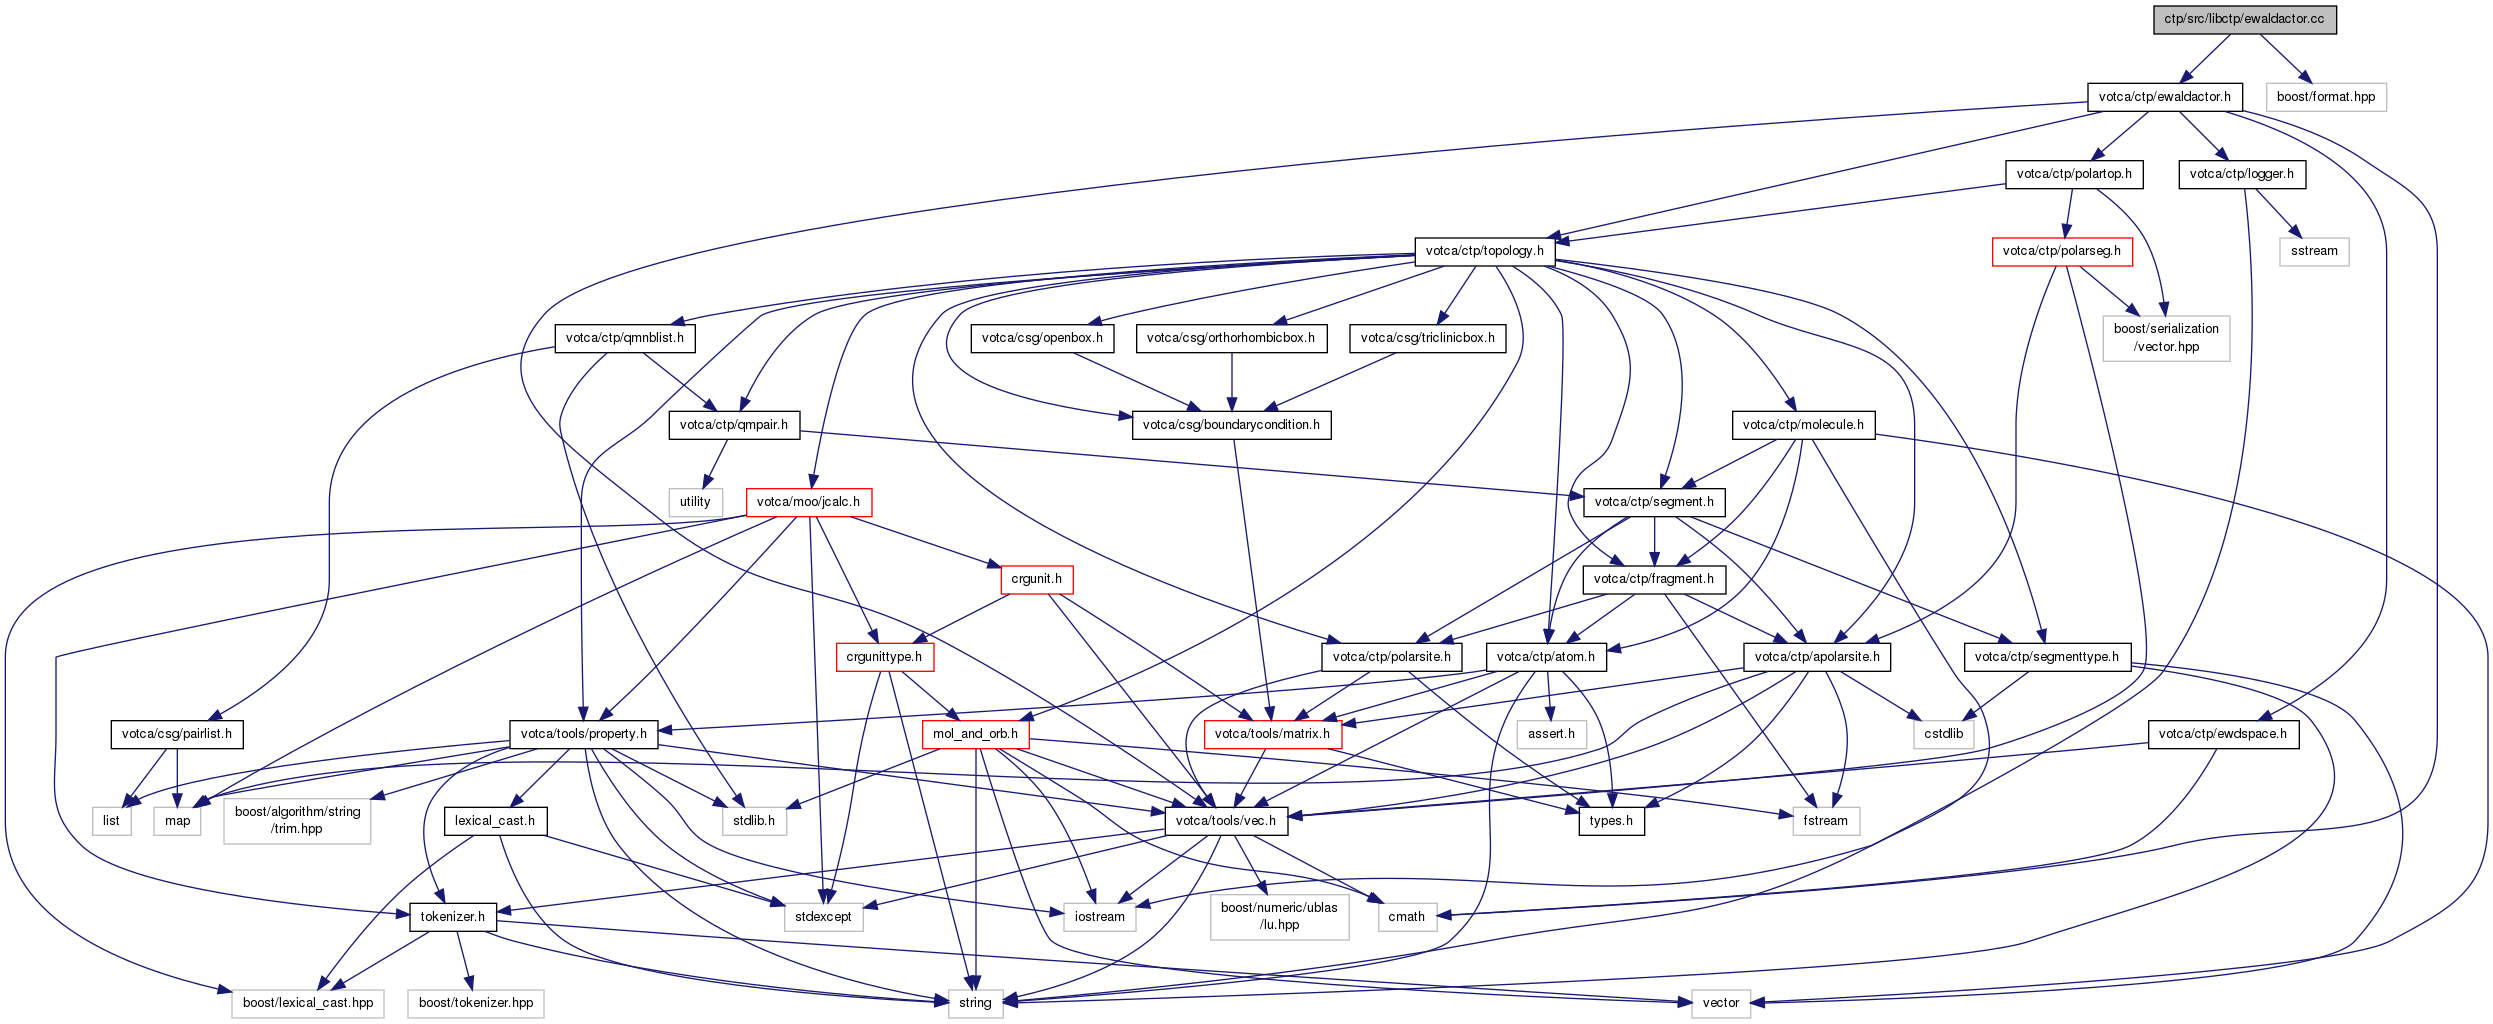 ctp/src/libctp/ewaldactor.cc
votca/ctp/ewaldactor.h
boost/format.hpp
votca/ctp/polartop.h
votca/ctp/logger.h
votca/ctp/topology.h
votca/ctp/polarseg.h
sstream
votca/ctp/qmnblist.h
votca/csg/openbox.h
votca/csg/orthorhombicbox.h
votca/csg/triclinicbox.h
boost/serialization
/vector.hpp
votca/ctp/qmpair.h
votca/csg/boundarycondition.h
votca/ctp/molecule.h
utility
votca/moo/jcalc.h
votca/ctp/segment.h
crgunit.h
votca/ctp/fragment.h
crgunittype.h
votca/ctp/polarsite.h
votca/ctp/atom.h
votca/ctp/apolarsite.h
votca/ctp/segmenttype.h
votca/csg/pairlist.h
votca/tools/property.h
mol_and_orb.h
votca/tools/matrix.h
assert.h
cstdlib
votca/ctp/ewdspace.h
list
map
boost/algorithm/string
/trim.hpp
lexical_cast.h
stdlib.h
votca/tools/vec.h
types.h
fstream
tokenizer.h
stdexcept
iostream
boost/numeric/ublas
/lu.hpp
cmath
boost/lexical_cast.hpp
boost/tokenizer.hpp
string
vector